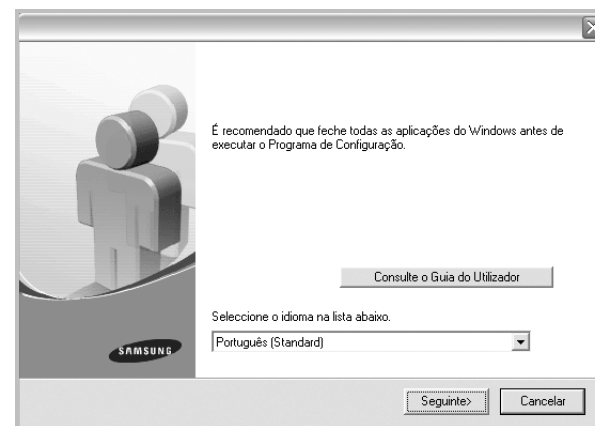 É recomendado que feche todas as aplicações do Windows antes de
executar o Programa de Configuração.
Consulte o Guia do Utilizador
Seleccione o idioma na lista abaixo.
Português (Standard)
SAMSUNG
Seguinte>
Cancelar